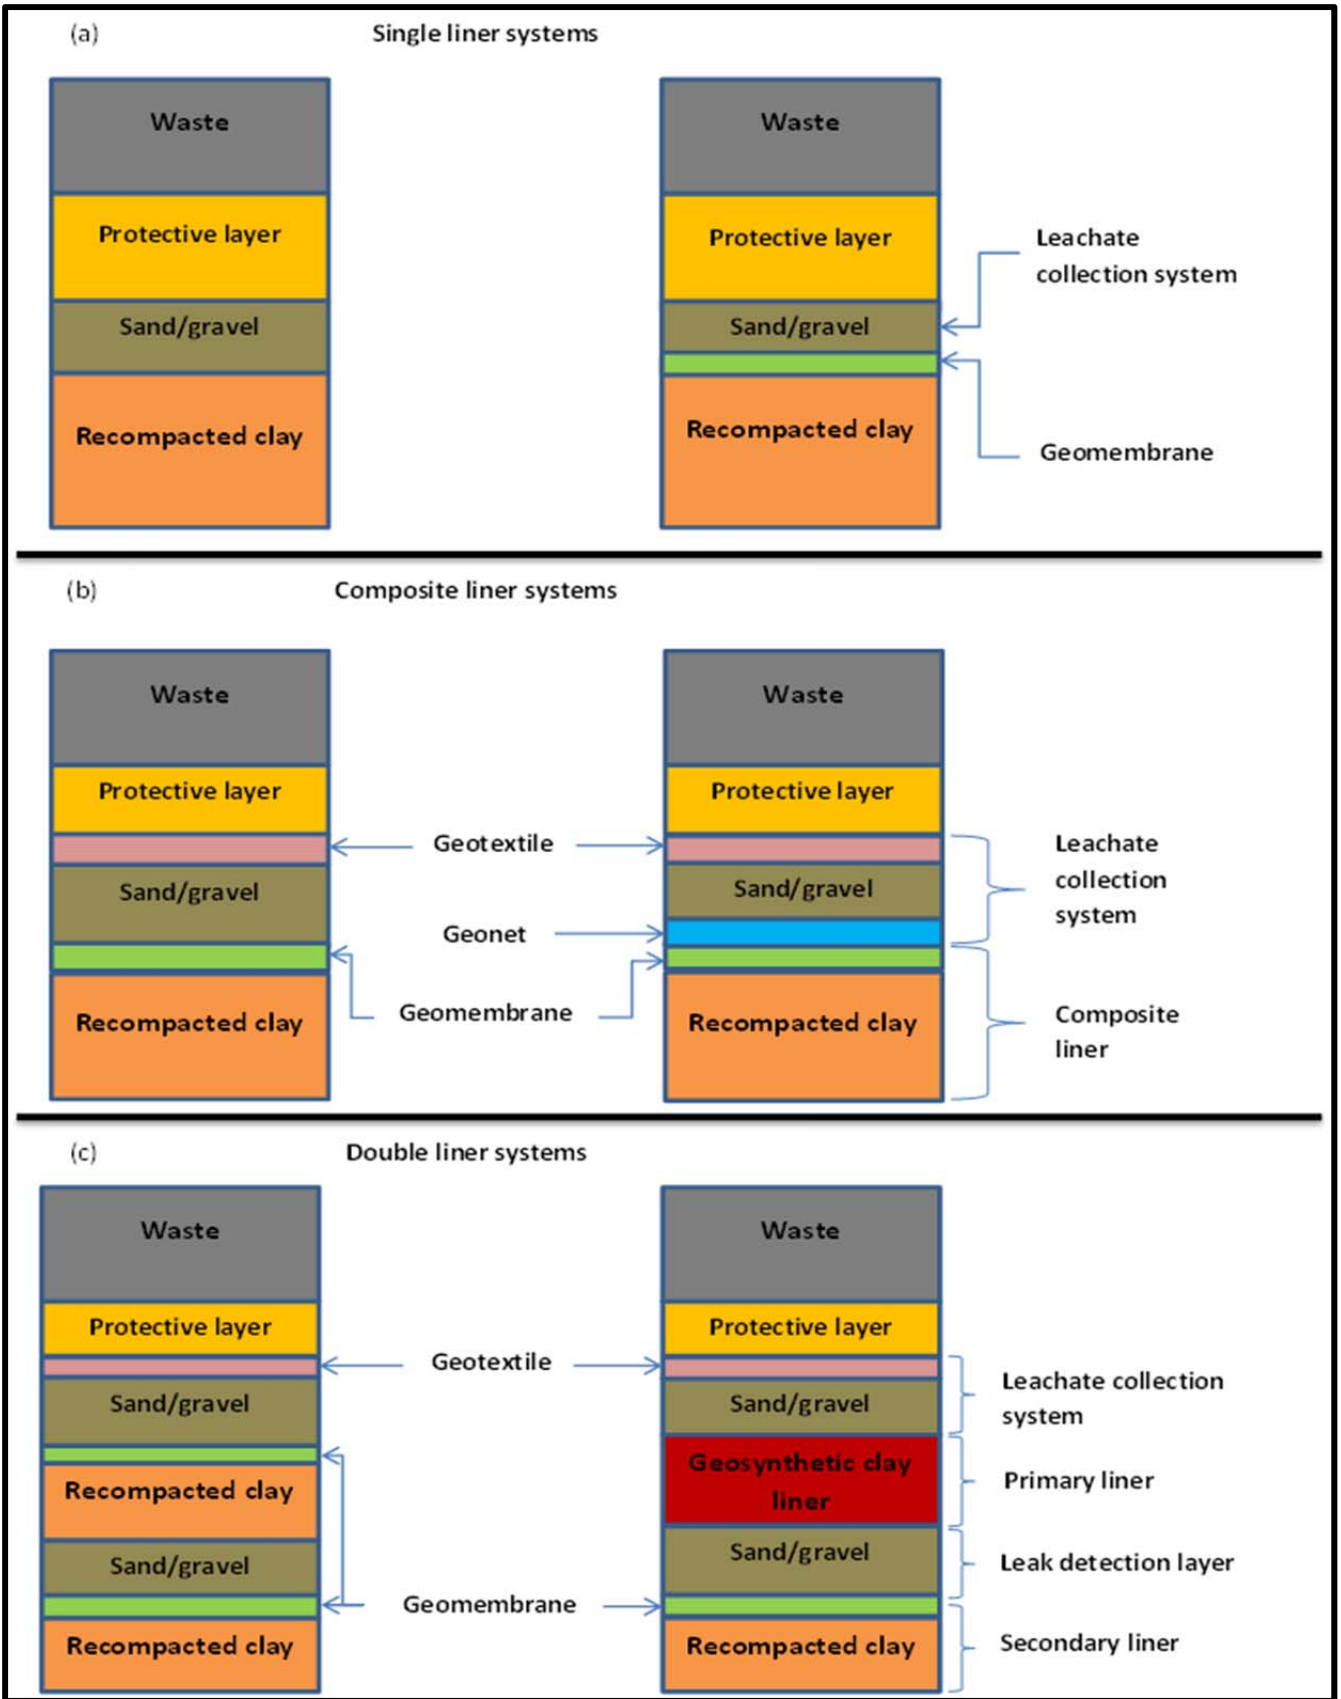 (a)
Single liner systems
Waste
Waste
Protective layer
Protective layer
Leachate
collection system
Sand/gravel
Sand/gravel
Recompacted clay
Recompacted clay
Geomembrane
(b)
Composite liner systems
Waste
Waste
Protective layer
Protective layer
Geotextile
Leachate
collection
system
Sand/gravel
Sand/gravel
Geonet
Geomembrane
Recompacted clay
Recompacted clay
Composite
liner
(c)
Double liner systems
Waste
Waste
Protective layer
Protective layer
Geotextile
Leachate collection
system
Sand/gravel
Sand/gravel
Geosynthetic clay
liner
Primary liner
Recompacted clay
Sand/gravel
Sand/gravel
Leak detection layer
Geomembrane
Recompacted clay
Recompacted clay
Secondary liner